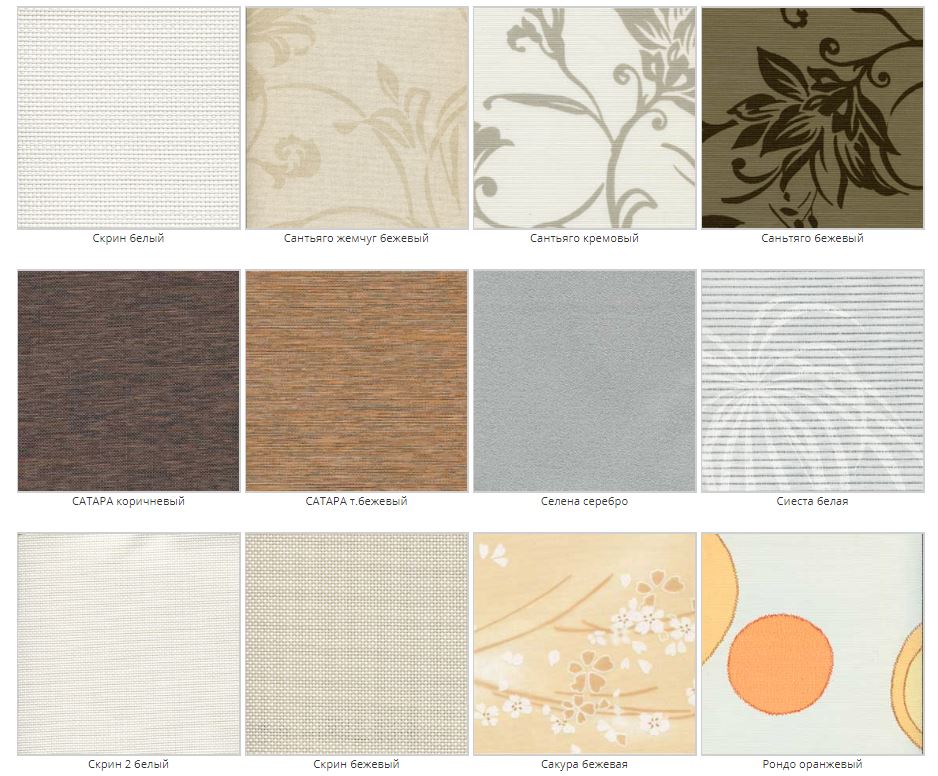 Скрин белый
Сантьяго жемчуг бежевый
Сантьяго кремовый
Саньтяго бежевый
САТАРА коричневый
САТАРА т.бежевый
Селена серебро
Сиеста белая
Скрин 2 белый
Скрин бежевый
Сакура бежевая
Рондо оранжевый